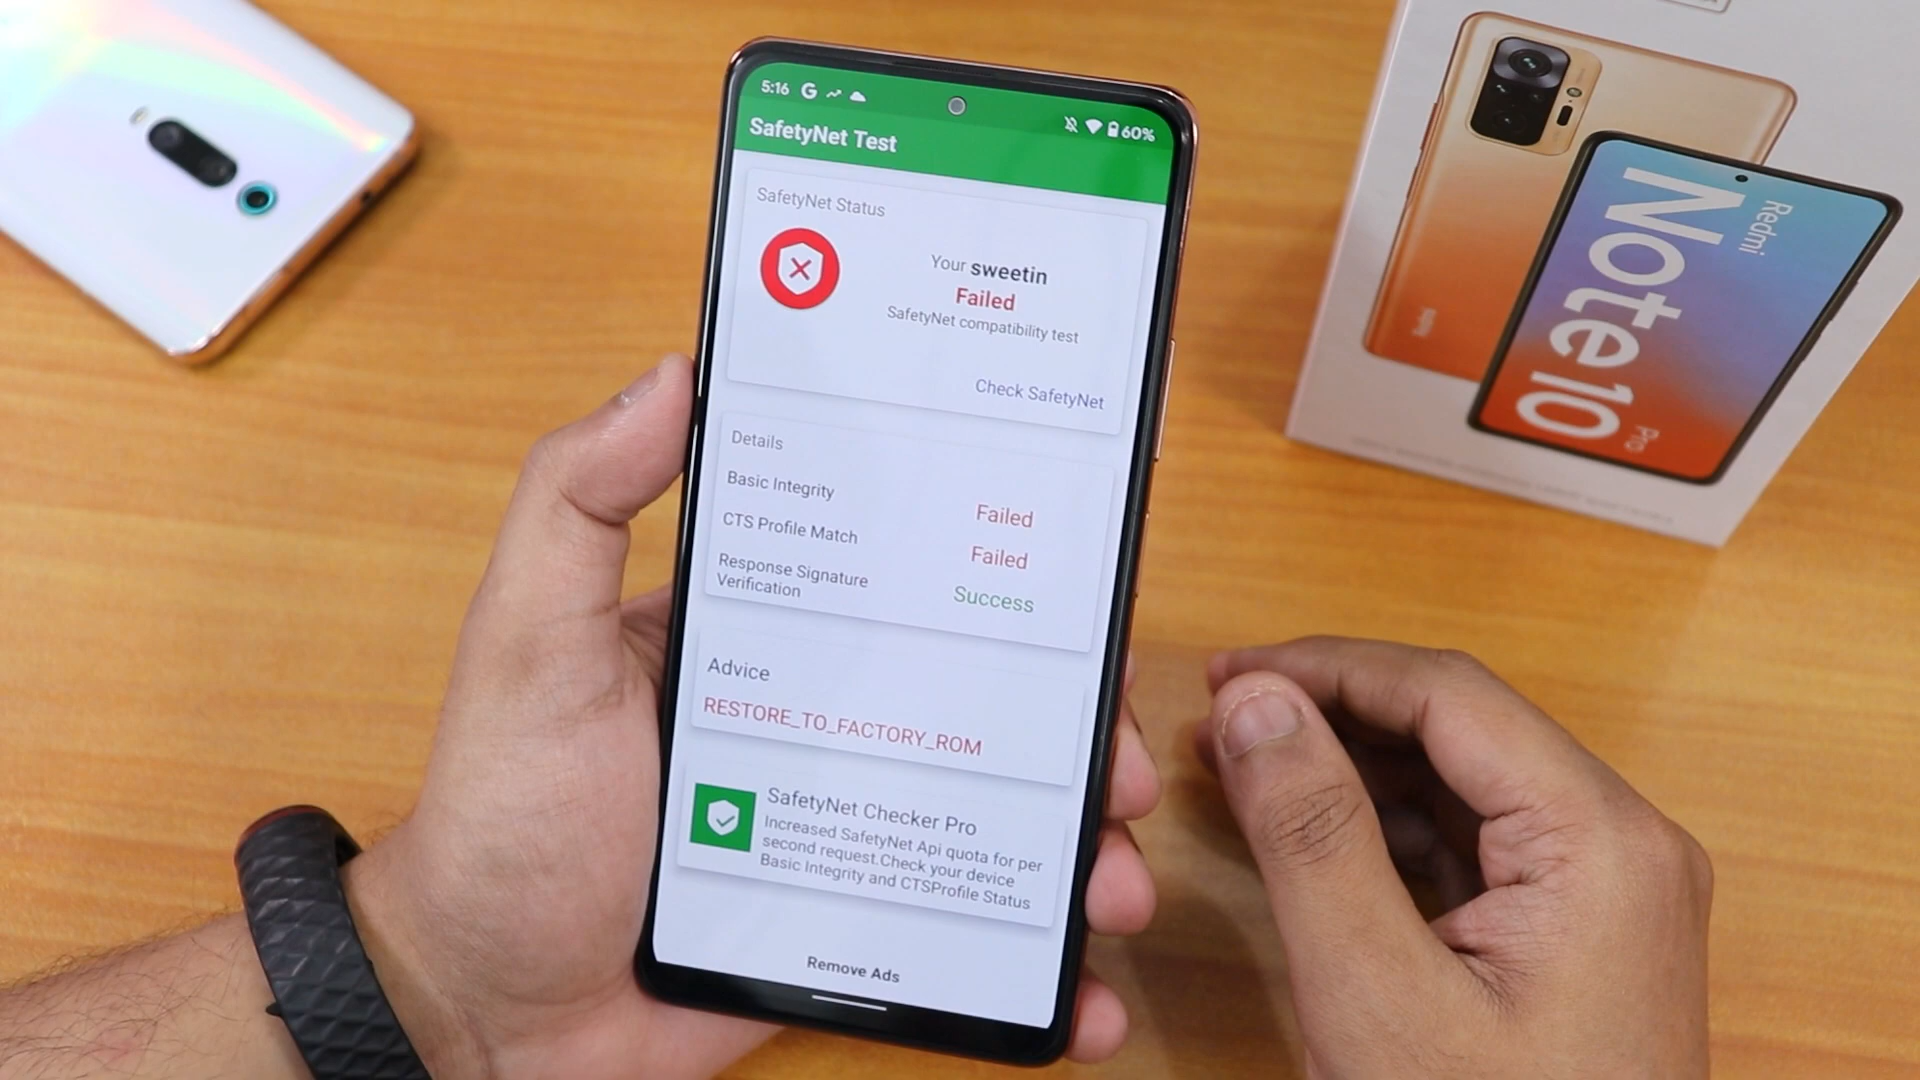 5:16 G 60%
SafetyNet Test
SafetyNet Status
Your sweetin
Failed
SafetyNet compatibility test
Check SafetyNet
Details
Basic Integrity Failed
CTS Profile Match Failed
Response Signature
Verification
Success
Advice
RESTORE_TO_FACTORY_ROM
SafetyNet Checker Pro
Increased SafetyNet Api quota for per
second request.Check your device
Basic Integrity and CTSProfile Status
Remove Ads
Redmi
Note 10
Pro